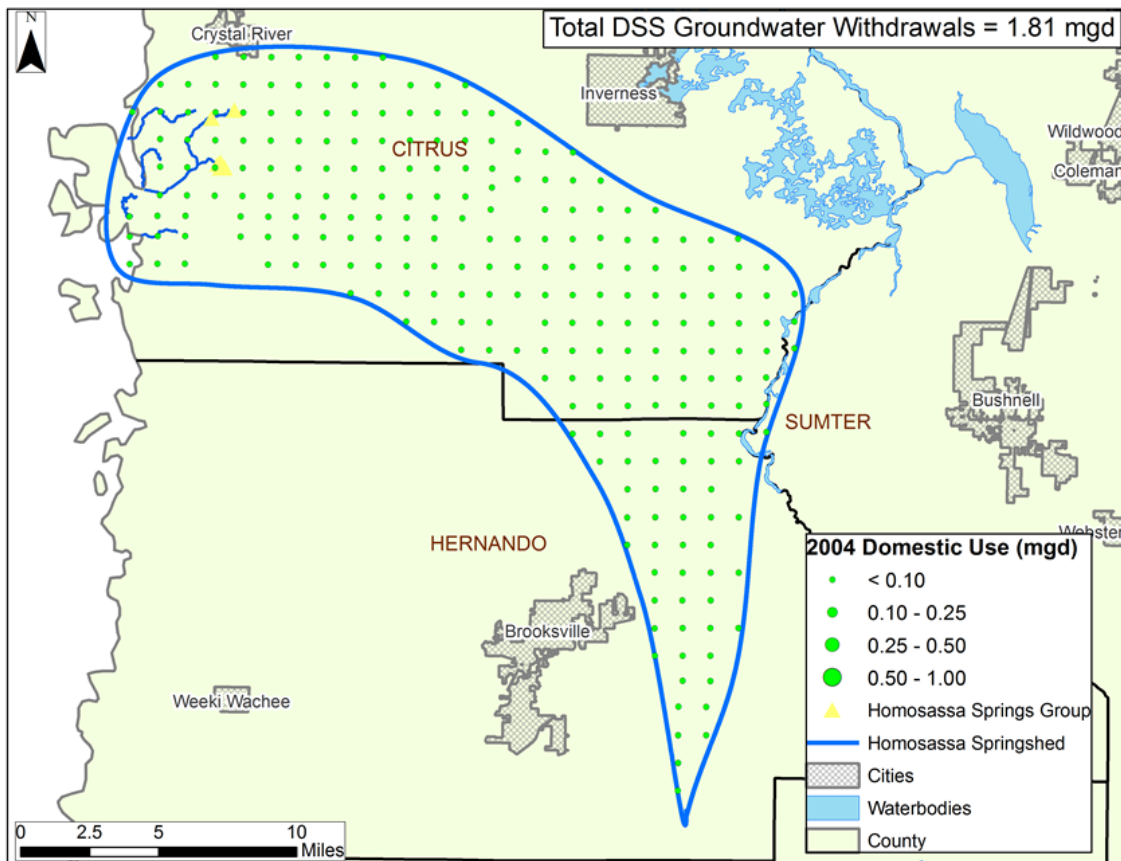 N
Crystal River
Total DSS Groundwater Withdrawals = 1.81 mgd
Inverness
Wildwood
Coleman
CITRUS
SUMTER
Bushnell
HERNANDO
Webster
Brooksville
Weeki Wachee
2004 Domestic Use (mgd)
< 0.10
0.10 - 0.25
0.25 - 0.50
0.50 - 1.00
Homosassa Springs Group
Homosassa Springshed
Cities
Waterbodies
County
0 2.5 5 10
Miles